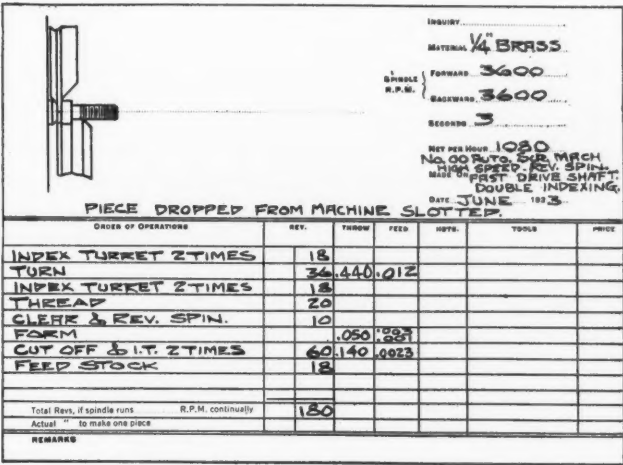 INQUIRY
MATERIAL 1/4" BRASS
SPINDLE R.P.M.
FORWARD 3600
BACKWARD 3600
SECONDS 3
NET PER HOUR 1080
MADE ON No. 00 AUTO. SCR. MACH
HIGH SPEED. REV. SPIN.
FAST DRIVE SHAFT.
DOUBLE INDEXING.
DATE JUNE 1923
PIECE DROPPED FROM MACHINE SLOTTED.
ORDER OF OPERATIONS REV. THROW FEED HGTS. TOOLS PRICE
INDEX TURRET 2 TIMES 18
TURN 36 .440 .012
INDEX TURRET 2 TIMES 18
THREAD 20
CLEAR & REV. SPIN. 10
FORM .050 .003 .001
CUT OFF & I.T. 2 TIMES 60 .140 .0023
FEED STOCK 18
Total Revs, if spindle runs R.P.M. continually 180
Actual " to make one piece
REMARKS